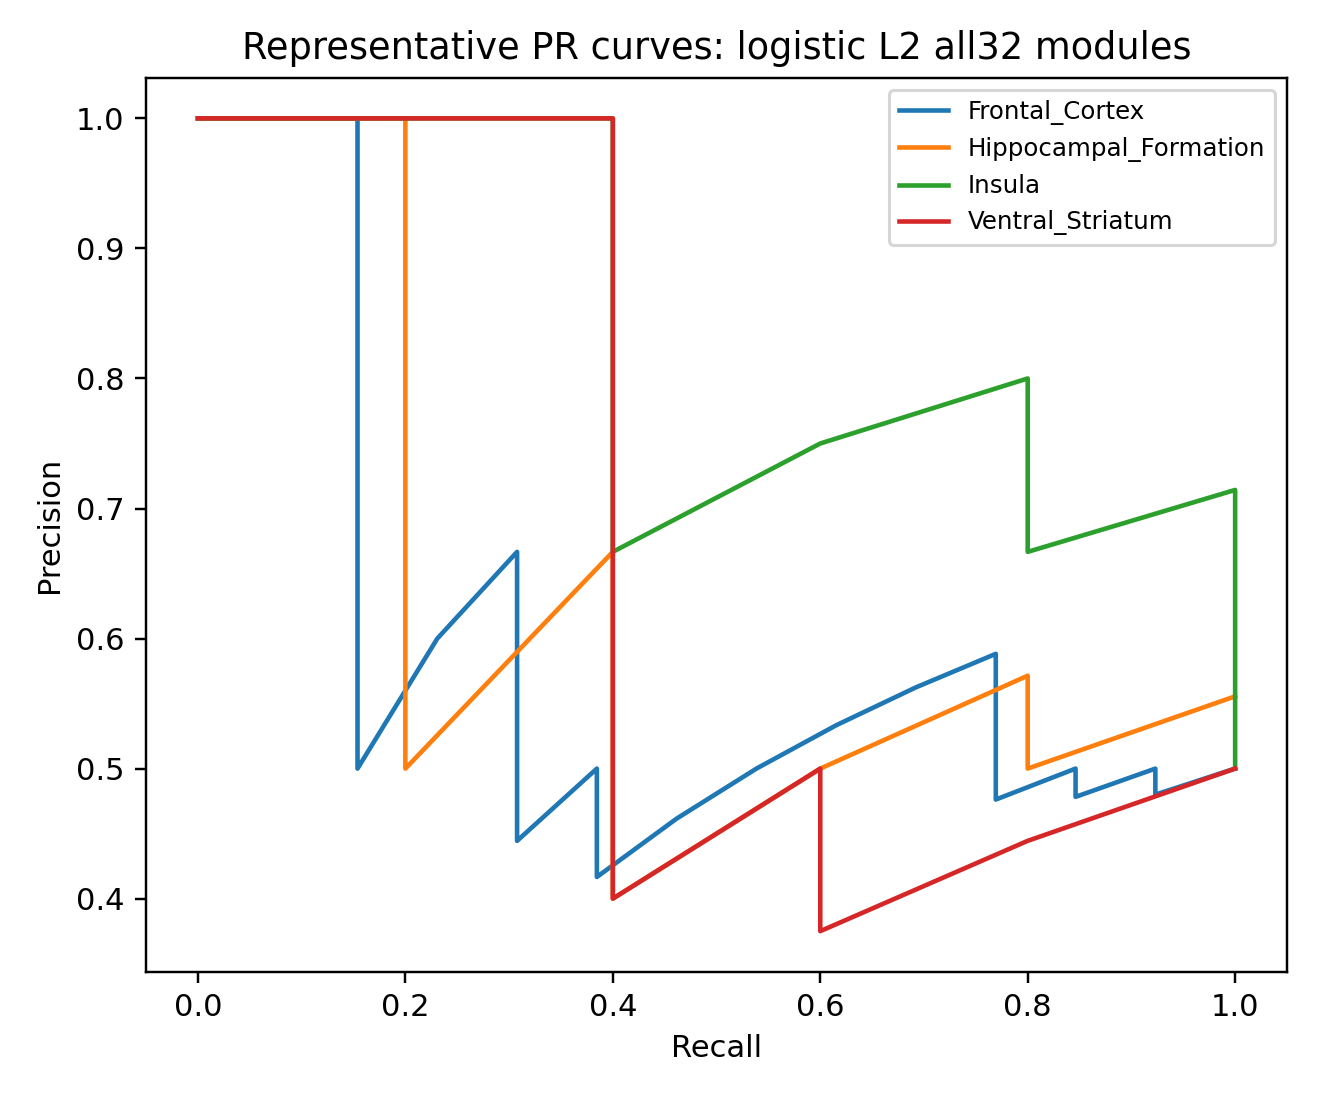 Representative PR curves: logistic L2 all32 modules
Frontal_Cortex
Hippocampal_Formation
Insula
Ventral_Striatum
1.0
0.9
0.8
0.7
0.6
0.5
0.4
Precision
0.0 0.2 0.4 0.6 0.8 1.0
Recall